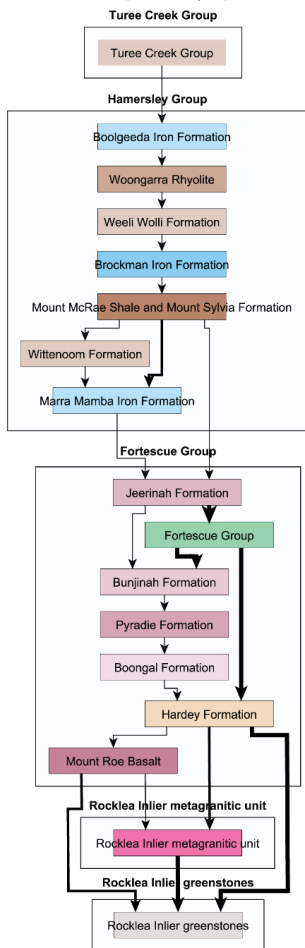 Turee Creek Group
Turee Creek Group
Hamersley Group
Boolgeeda Iron Formation
Woongarra Rhyolite
Weeli Wolli Formation
Brockman Iron Formation
Mount McRae Shale and Mount Sylvia Formation
Wittenoom Formation
Marra Mamba Iron Formation
Fortescue Group
Jeerinah Formation
Fortescue Group
Bunjinah Formation
Pyradie Formation
Boongal Formation
Hardey Formation
Mount Roe Basalt
Rocklea Inlier metagranitic unit
Rocklea Inlier metagranitic unit
Rocklea Inlier greenstones
Rocklea Inlier greenstones